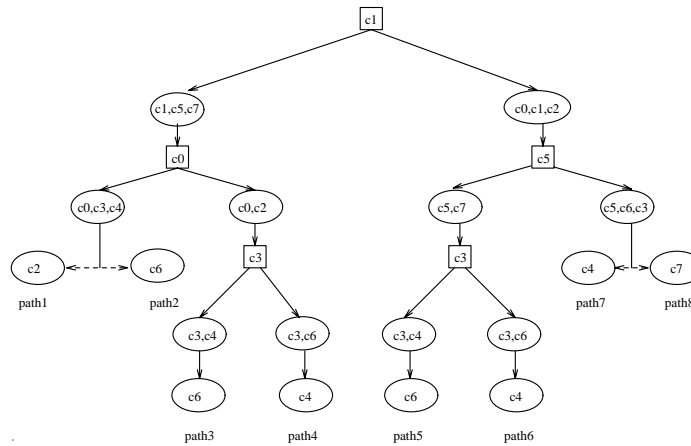 c1
c1,c5,c7
c0,c1,c2
c0
c5
c0,c3,c4
c0,c2
c5,c7
c5,c6,c3
c3
c3
c2
c6
c4
c7
path1
path2
path7
path8
c3,c4
c3,c6
c3,c4
c3,c6
c6
c4
c6
c4
path3
path4
path5
path6